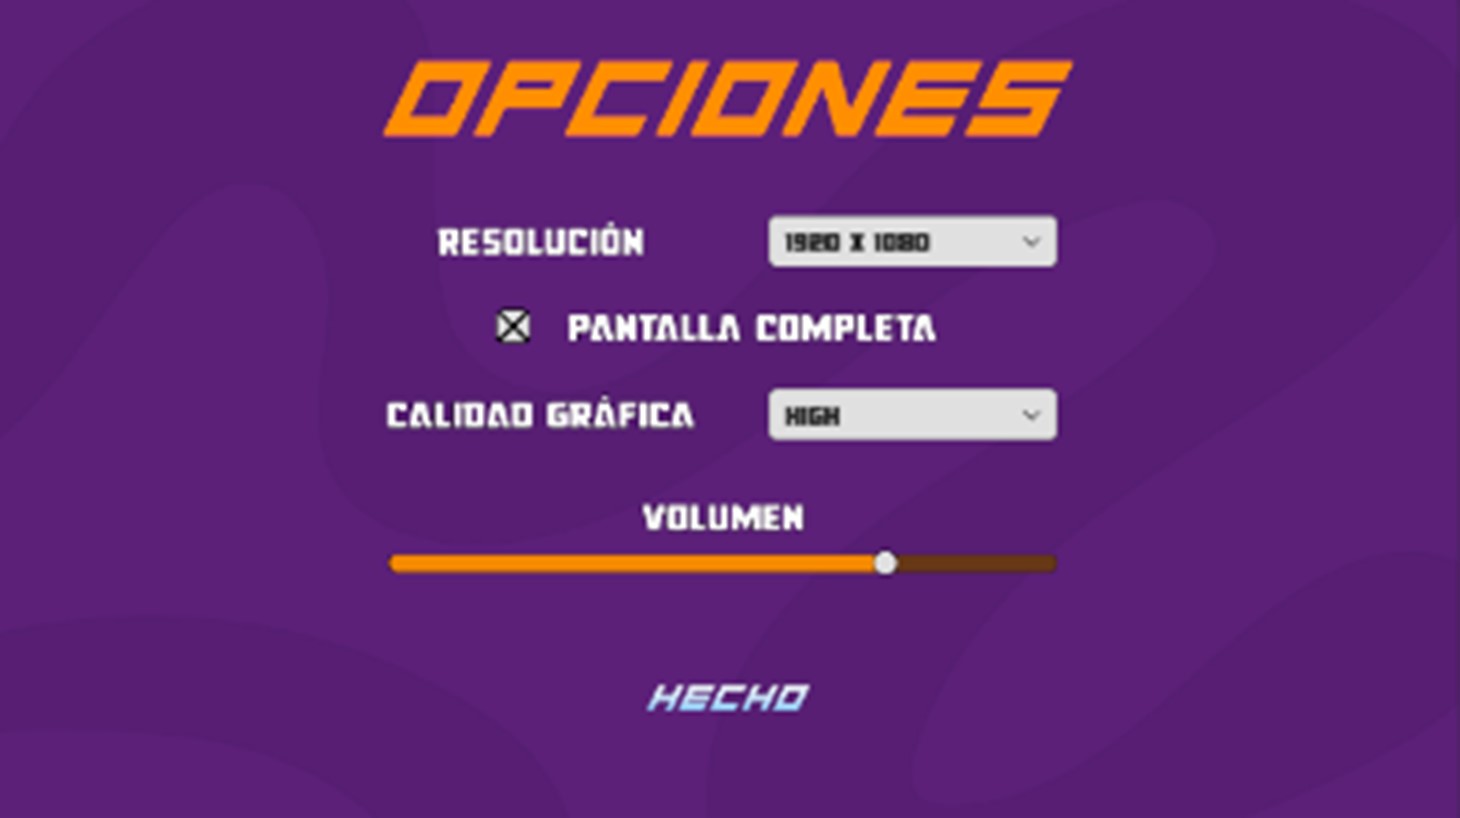 OPCIONES
RESOLUCIÓN 1920 X 1080
PANTALLA COMPLETA
CALIDAD GRÁFICA HIGH
VOLUMEN
HECHO